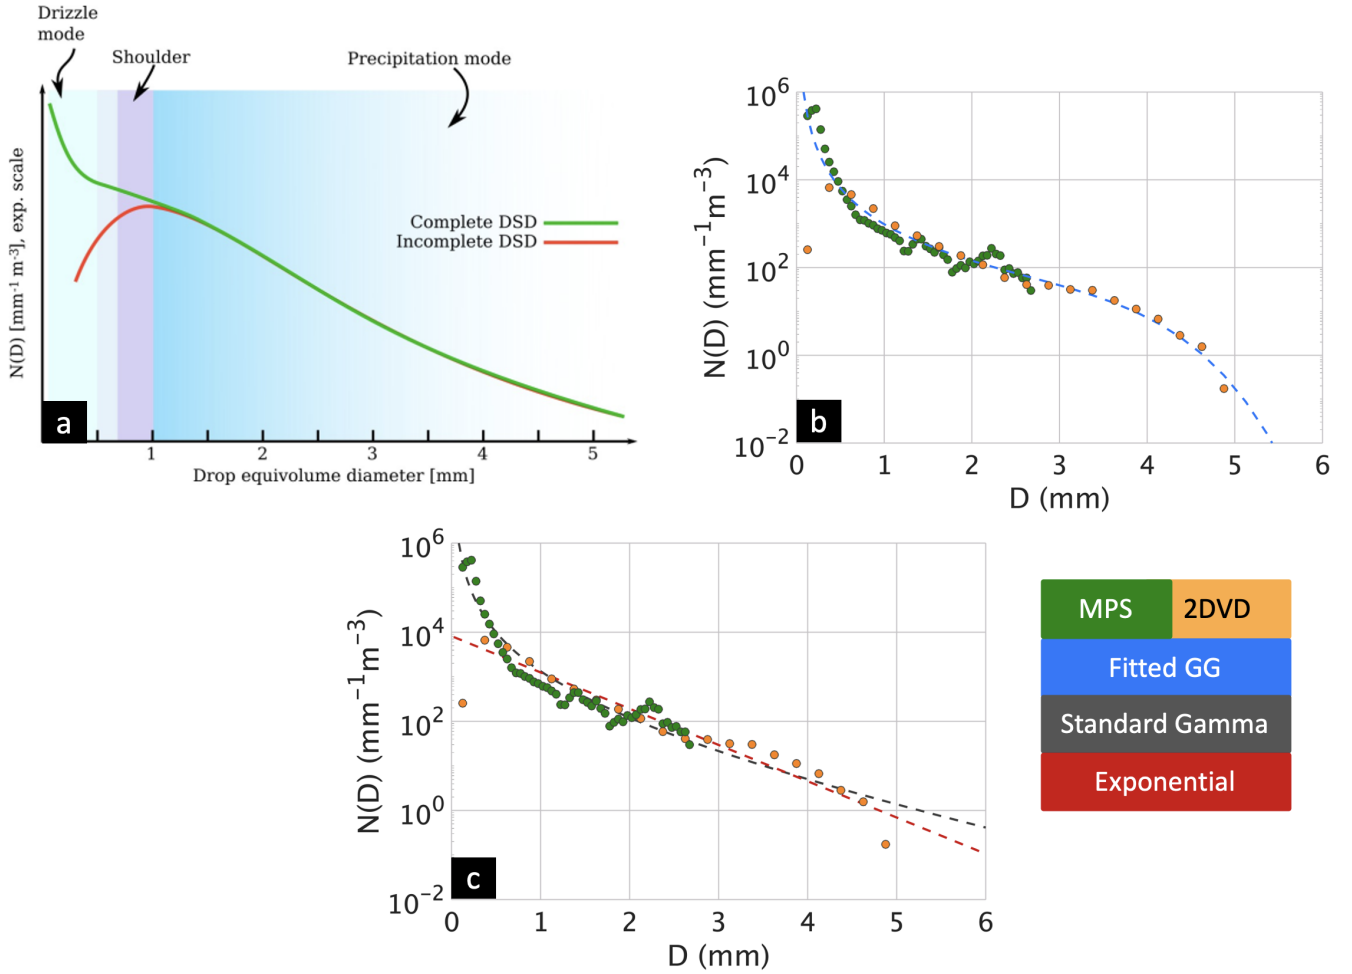 Drizzle
mode
Shoulder
Precipitation mode
N(D) [mm⁻¹ m⁻³], exp. scale
Complete DSD
Incomplete DSD
a
1 2 3 4 5
Drop equivolume diameter [mm]
10⁶
10⁴
10²
10⁰
10⁻²
N(D) (mm⁻¹m⁻³)
b
0 1 2 3 4 5 6
D (mm)
10⁶
10⁴
10²
10⁰
10⁻²
N(D) (mm⁻¹m⁻³)
c
0 1 2 3 4 5 6
D (mm)
MPS 2DVD
Fitted GG
Standard Gamma
Exponential